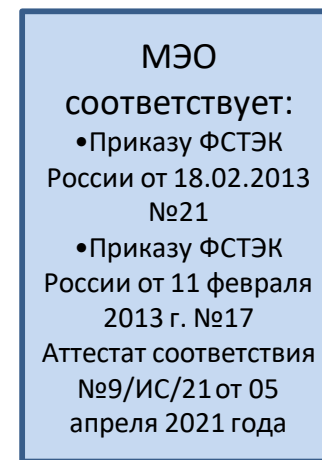 МЭО
соответствует:
•Приказу ФСТЭК
России от 18.02.2013
№21
•Приказу ФСТЭК
России от 11 февраля
2013 г. №17
Аттестат соответствия
№9/ИС/21 от 05
апреля 2021 года